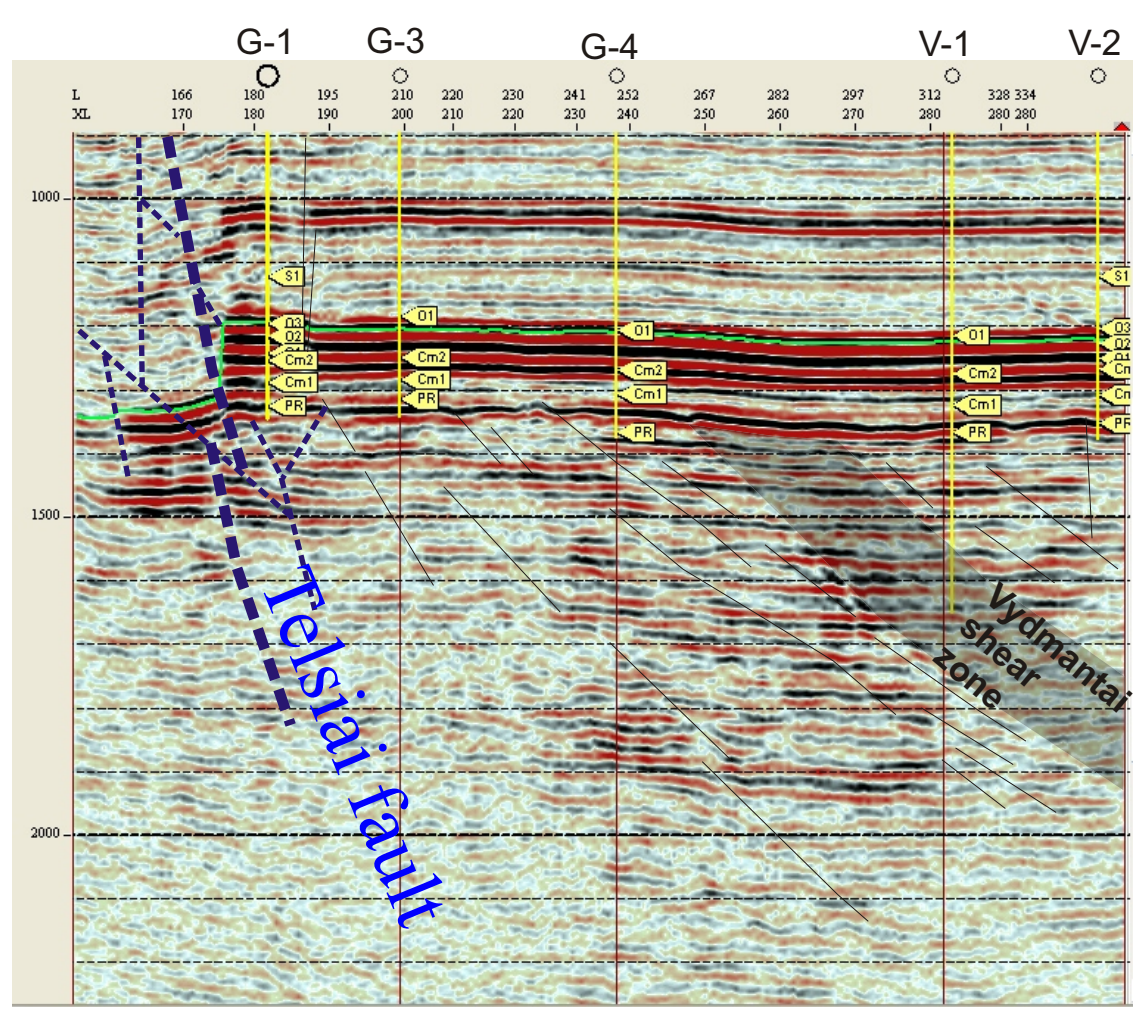 G-1 G-3 G-4 V-1 V-2
L 166 180 195 210 220 230 241 252 267 282 297 312 328 334
XL 170 180 190 200 210 220 230 240 250 260 270 280 280 280
1000
S1 S1
O3 O1 O1 O1 O3
O2 O2
Cm2 Cm2 Cm2 Cm2
Cm1 Cm1 Cm1 Cm1
PR PR PR PR PR
1500
Telsiai fault
Vydmantai
shear
zone
2000